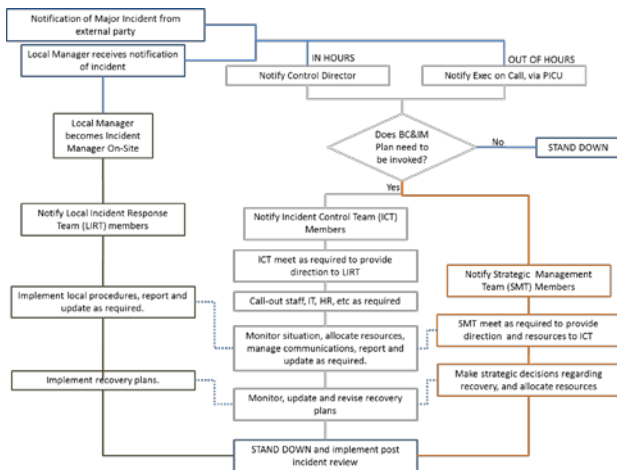 Notification of Major Incident from
external party
Local Manager receives notification
of incident
IN HOURS
OUT OF HOURS
Notify Control Director
Notify Exec on Call, via PICU
Local Manager
becomes Incident
Manager On-Site
Does BC&IM
Plan need to
be invoked?
No
STAND DOWN
Yes
Notify Local Incident Response
Team (LIRT) members
Notify Incident Control Team (ICT)
Members
ICT meet as required to provide
direction to LIRT
Notify Strategic Management
Team (SMT) Members
Call-out staff, IT, HR, etc as required
Implement local procedures, report and
update as required.
Monitor situation, allocate resources,
manage communications, report and
update as required.
SMT meet as required to provide
direction and resources to ICT
Implement recovery plans.
Monitor, update and revise recovery
plans
Make strategic decisions regarding
recovery, and allocate resources
STAND DOWN and implement post
incident review